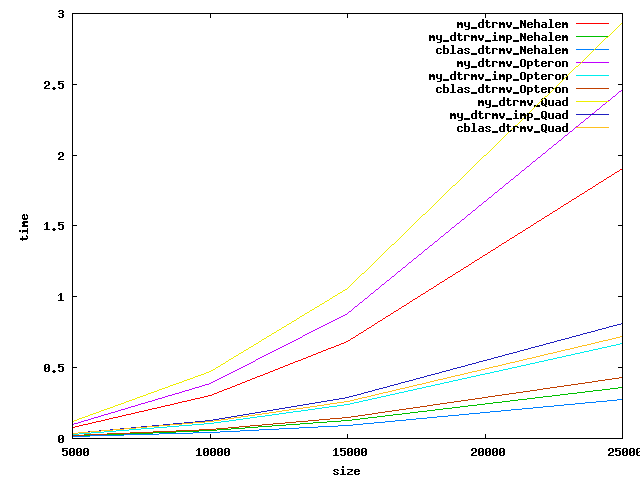 3
2.5
2
1.5
1
0.5
0
time
my_dtrmv_Nehalem
my_dtrmv_imp_Nehalem
cblas_dtrmv_Nehalem
my_dtrmv_Opteron
my_dtrmv_imp_Opteron
cblas_dtrmv_Opteron
my_dtrmv_Quad
my_dtrmv_imp_Quad
cblas_dtrmv_Quad
5000 10000 15000 20000 25000
size